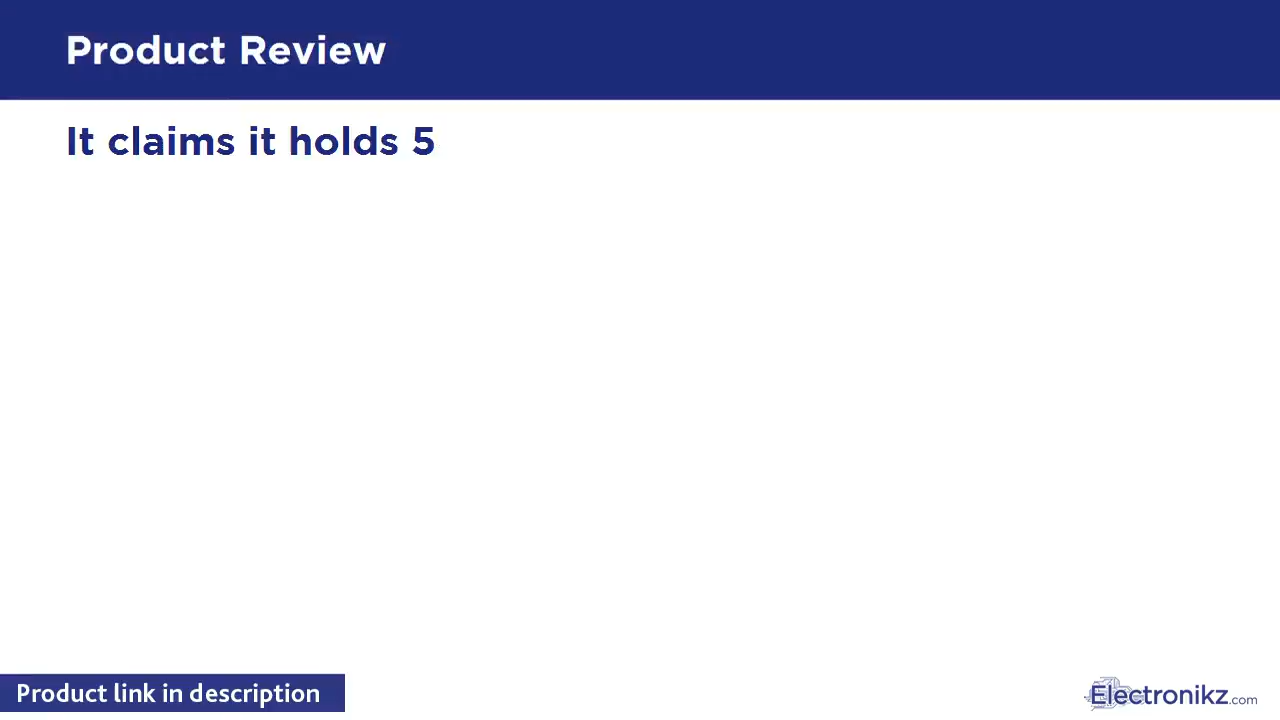 Product Review
It claims it holds 5
Product link in description
Electronikz.com